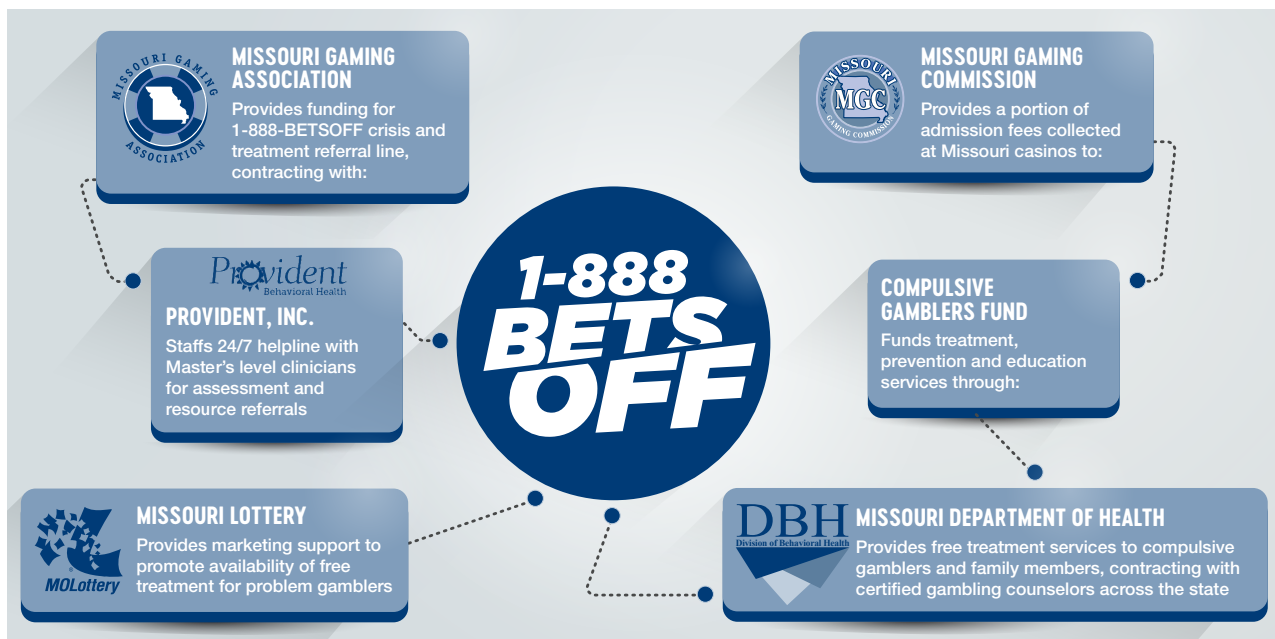 MISSOURI GAMING
ASSOCIATION
MISSOURI GAMING
ASSOCIATION
Provides funding for
1-888-BETSOFF crisis and
treatment referral line,
contracting with:
MISSOURI
MGC
GAMING COMMISSION
MISSOURI GAMING
COMMISSION
Provides a portion of
admission fees collected
at Missouri casinos to:
Provident
Behavioral Health
PROVIDENT, INC.
Staffs 24/7 helpline with
Master's level clinicians
for assessment and
resource referrals
1-888
BETS
OFF
COMPULSIVE
GAMBLERS FUND
Funds treatment,
prevention and education
services through:
MOLottery
MISSOURI LOTTERY
Provides marketing support to
promote availability of free
treatment for problem gamblers
DBH
Division of Behavioral Health
MISSOURI DEPARTMENT OF HEALTH
Provides free treatment services to compulsive
gamblers and family members, contracting with
certified gambling counselors across the state